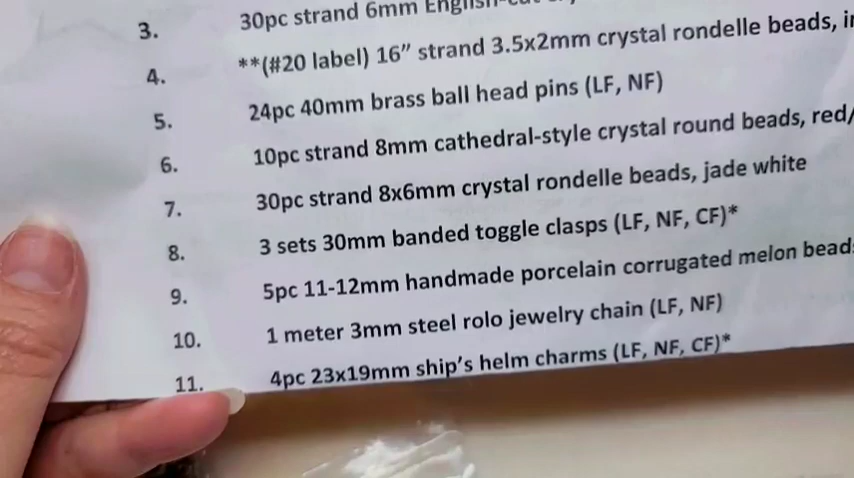 3. 30pc strand 6mm English-cut
4. **(#20 label) 16” strand 3.5x2mm crystal rondelle beads,
5. 24pc 40mm brass ball head pins (LF, NF)
6. 10pc strand 8mm cathedral-style crystal round beads, red/
7. 30pc strand 8x6mm crystal rondelle beads, jade white
8. 3 sets 30mm banded toggle clasps (LF, NF, CF)*
9. 5pc 11-12mm handmade porcelain corrugated melon bead
10. 1 meter 3mm steel rolo jewelry chain (LF, NF)
11. 4pc 23x19mm ship’s helm charms (LF, NF, CF)*